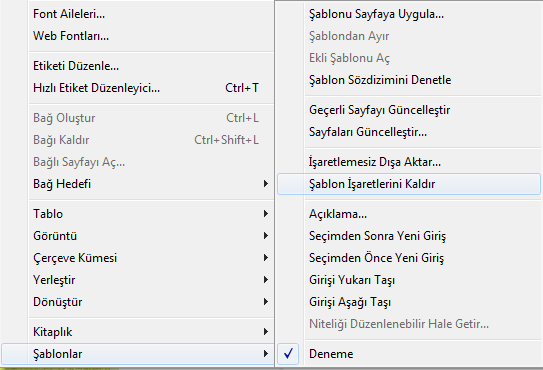 Font Aileleri...
Web Fontları...
Etiketi Düzenle...
Hızlı Etiket Düzenleyici... Ctrl+T
Bağ Oluştur Ctrl+L
Bağı Kaldır Ctrl+Shift+L
Bağlı Sayfayı Aç...
Bağ Hedefi
Tablo
Görüntü
Çerçeve Kümesi
Yerleştir
Dönüştür
Kitaplık
Şablonlar
Şablonu Sayfaya Uygula...
Şablondan Ayır
Ekli Şablonu Aç
Şablon Sözdizimini Denetle
Geçerli Sayfayı Güncelleştir
Sayfaları Güncelleştir...
İşaretlemesiz Dışa Aktar...
Şablon İşaretlerini Kaldır
Açıklama...
Seçimden Sonra Yeni Giriş
Seçimden Önce Yeni Giriş
Girişi Yukarı Taşı
Girişi Aşağı Taşı
Niteliği Düzenlenebilir Hale Getir...
Deneme